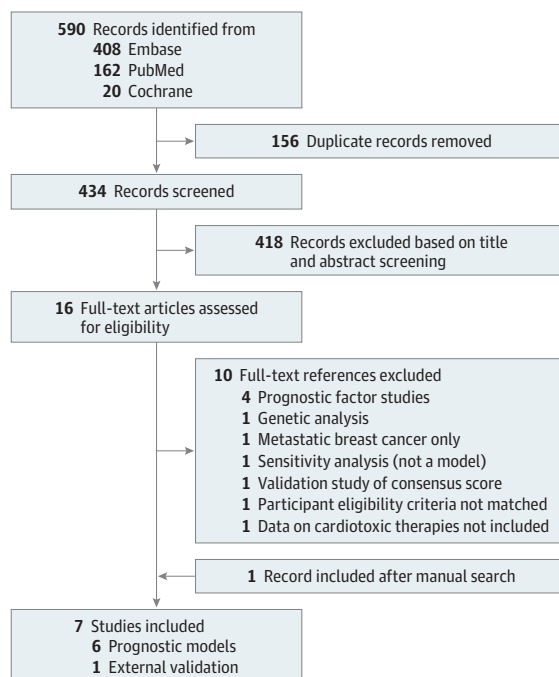 590 Records identified from
408 Embase
162 PubMed
20 Cochrane
156 Duplicate records removed
434 Records screened
418 Records excluded based on title
and abstract screening
16 Full-text articles assessed
for eligibility
10 Full-text references excluded
4 Prognostic factor studies
1 Genetic analysis
1 Metastatic breast cancer only
1 Sensitivity analysis (not a model)
1 Validation study of consensus score
1 Participant eligibility criteria not matched
1 Data on cardiotoxic therapies not included
1 Record included after manual search
7 Studies included
6 Prognostic models
1 External validation